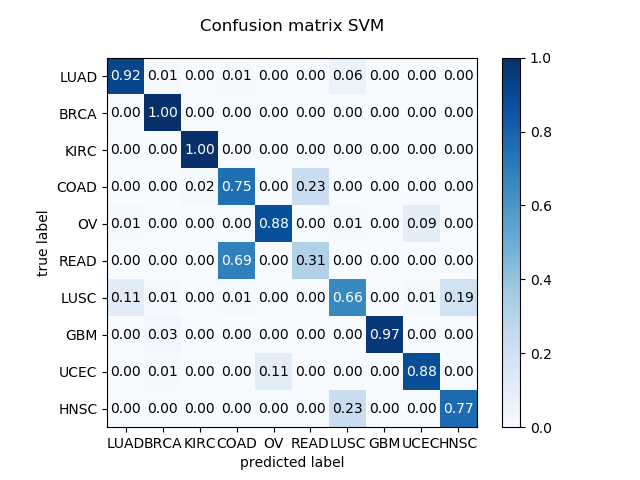 Confusion matrix SVM
LUAD 0.92 0.01 0.00 0.01 0.00 0.00 0.06 0.00 0.00 0.00
BRCA 0.00 1.00 0.00 0.00 0.00 0.00 0.00 0.00 0.00 0.00
KIRC 0.00 0.00 1.00 0.00 0.00 0.00 0.00 0.00 0.00 0.00
COAD 0.00 0.00 0.02 0.75 0.00 0.23 0.00 0.00 0.00 0.00
OV 0.01 0.00 0.00 0.00 0.88 0.00 0.01 0.00 0.09 0.00
READ 0.00 0.00 0.00 0.69 0.00 0.31 0.00 0.00 0.00 0.00
LUSC 0.11 0.01 0.00 0.01 0.00 0.00 0.66 0.00 0.01 0.19
GBM 0.00 0.03 0.00 0.00 0.00 0.00 0.00 0.97 0.00 0.00
UCEC 0.00 0.01 0.00 0.00 0.11 0.00 0.00 0.00 0.88 0.00
HNSC 0.00 0.00 0.00 0.00 0.00 0.00 0.23 0.00 0.00 0.77
LUAD BRCA KIRC COAD OV READ LUSC GBM UCEC HNSC
predicted label
true label
1.0
0.8
0.6
0.4
0.2
0.0